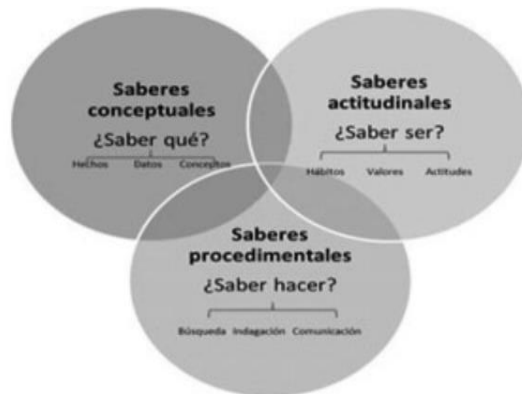 Saberes
conceptuales
¿Saber qué?
Hechos Datos Conceptos
Saberes
actitudinales
¿Saber ser?
Hábitos Valores Actitudes
Saberes
procedimentales
¿Saber hacer?
Búsqueda Indagación Comunicación